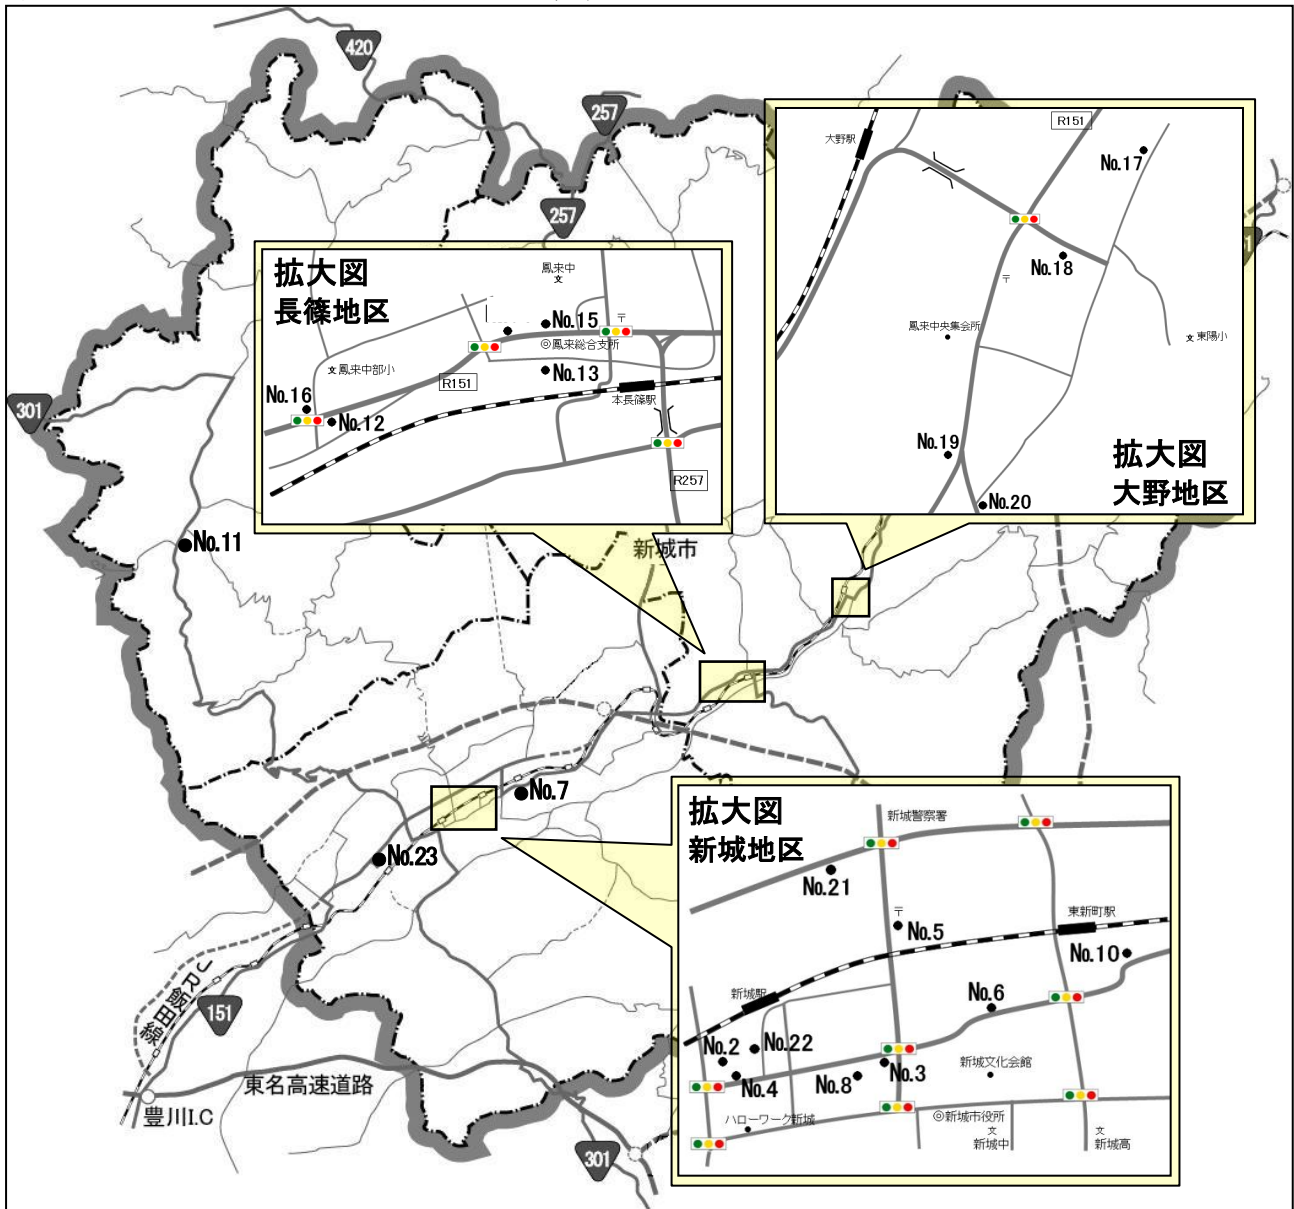 420
257
257
301
拡大図
長篠地区
鳳来中
文
No.15
〒
◎鳳来総合支所
文鳳来中部小
R151
No.13
No.16
No.12
本長篠駅
R257
大野駅
R151
No.17
No.18
〒
鳳来中央集会所
文東陽小
No.19
拡大図
大野地区
No.20
No.11
新城市
No.7
No.23
拡大図
新城地区
新城警察署
No.21
〒
No.5
東新町駅
No.10
新城駅
No.6
No.2
No.22
No.4
No.8
No.3
新城文化会館
ハローワーク新城
◎新城市役所
文
新城中
文
新城高
JR飯田線
151
東名高速道路
豊川I.C
301